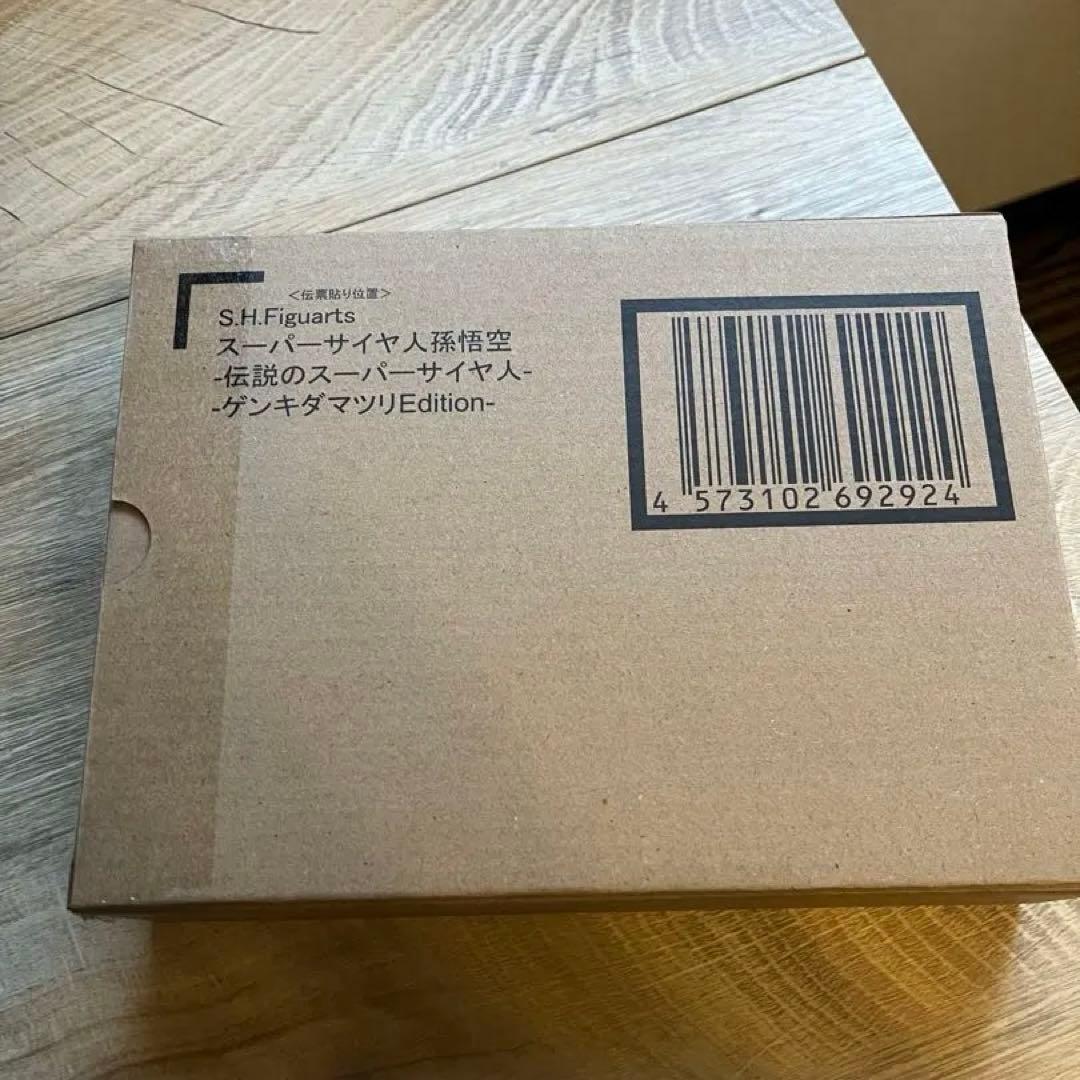 <伝票貼り位置>
S.H.Figuarts
スーパーサイヤ人孫悟空
-伝説のスーパーサイヤ人-
-ゲンキダマツリEdition-
4 573102 692924